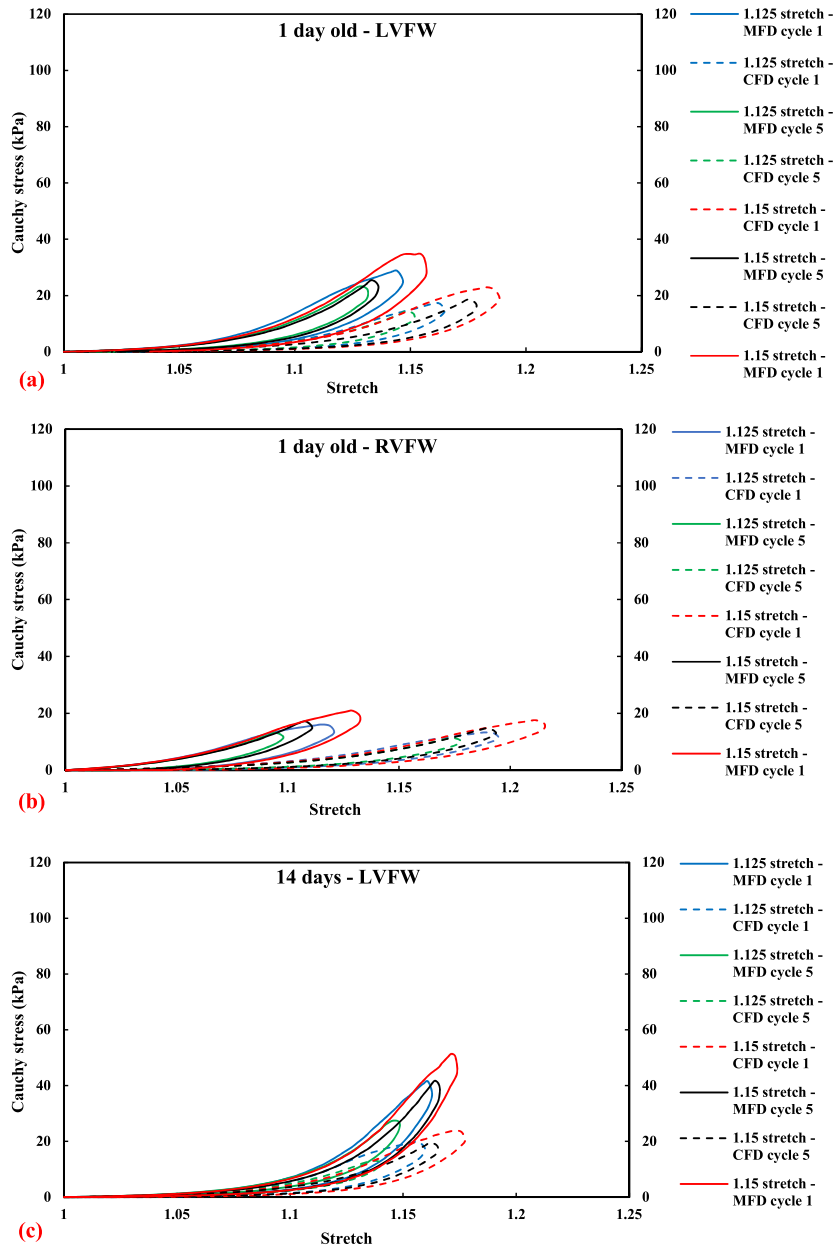 1 day old - LVFW
Cauchy stress (kPa)
120
100
80
60
40
20
0
120
100
80
60
40
20
0
1
1.05
1.1
1.15
1.2
1.25
Stretch
(a)
1.125 stretch -
MFD cycle 1
1.125 stretch -
CFD cycle 1
1.125 stretch -
MFD cycle 5
1.125 stretch -
CFD cycle 5
1.15 stretch -
CFD cycle 1
1.15 stretch -
MFD cycle 5
1.15 stretch -
CFD cycle 5
1.15 stretch -
MFD cycle 1
1 day old - RVFW
Cauchy stress (kPa)
120
100
80
60
40
20
0
120
100
80
60
40
20
0
1
1.05
1.1
1.15
1.2
1.25
Stretch
(b)
1.125 stretch -
MFD cycle 1
1.125 stretch -
CFD cycle 1
1.125 stretch -
MFD cycle 5
1.125 stretch -
CFD cycle 5
1.15 stretch -
CFD cycle 1
1.15 stretch -
MFD cycle 5
1.15 stretch -
CFD cycle 5
1.15 stretch -
MFD cycle 1
14 days - LVFW
Cauchy stress (kPa)
120
100
80
60
40
20
0
120
100
80
60
40
20
0
1
1.05
1.1
1.15
1.2
1.25
Stretch
(c)
1.125 stretch -
MFD cycle 1
1.125 stretch -
CFD cycle 1
1.125 stretch -
MFD cycle 5
1.125 stretch -
CFD cycle 5
1.15 stretch -
CFD cycle 1
1.15 stretch -
MFD cycle 5
1.15 stretch -
CFD cycle 5
1.15 stretch -
MFD cycle 1